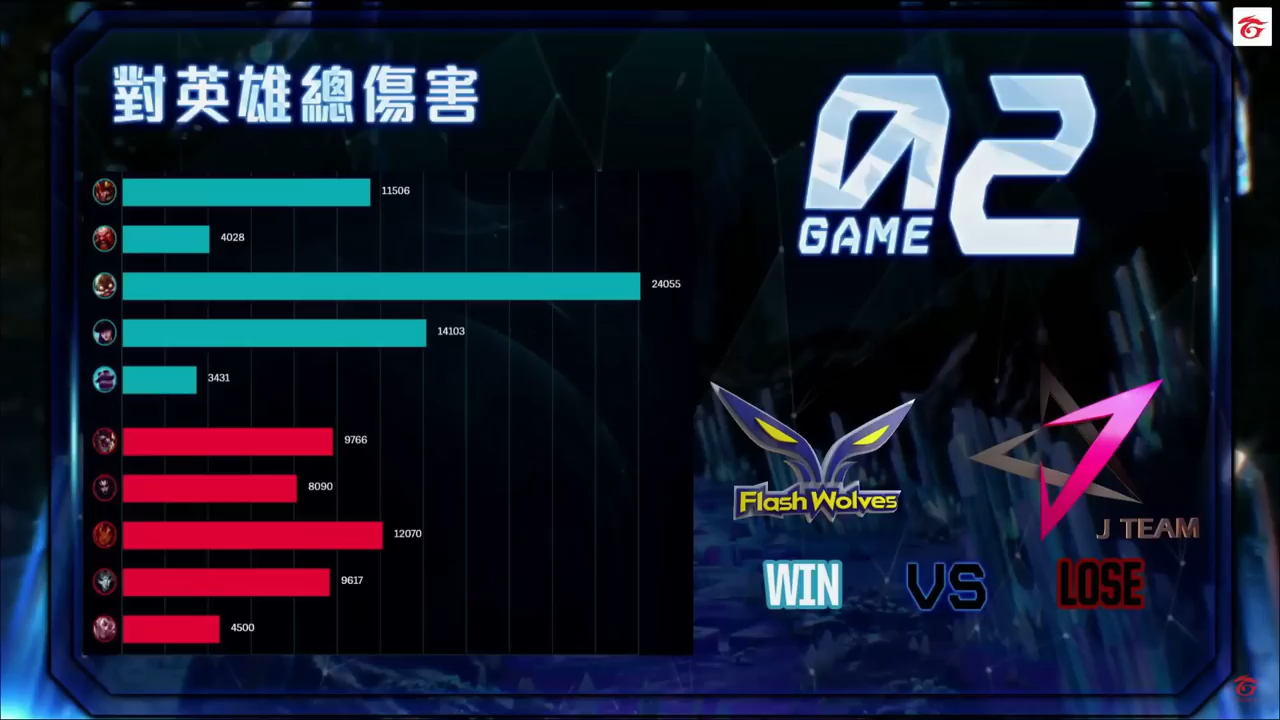 對英雄總傷害
02
GAME
11506
4028
24055
14103
3431
9766
8090
12070
9617
4500
Flash Wolves
J TEAM
WIN VS LOSE